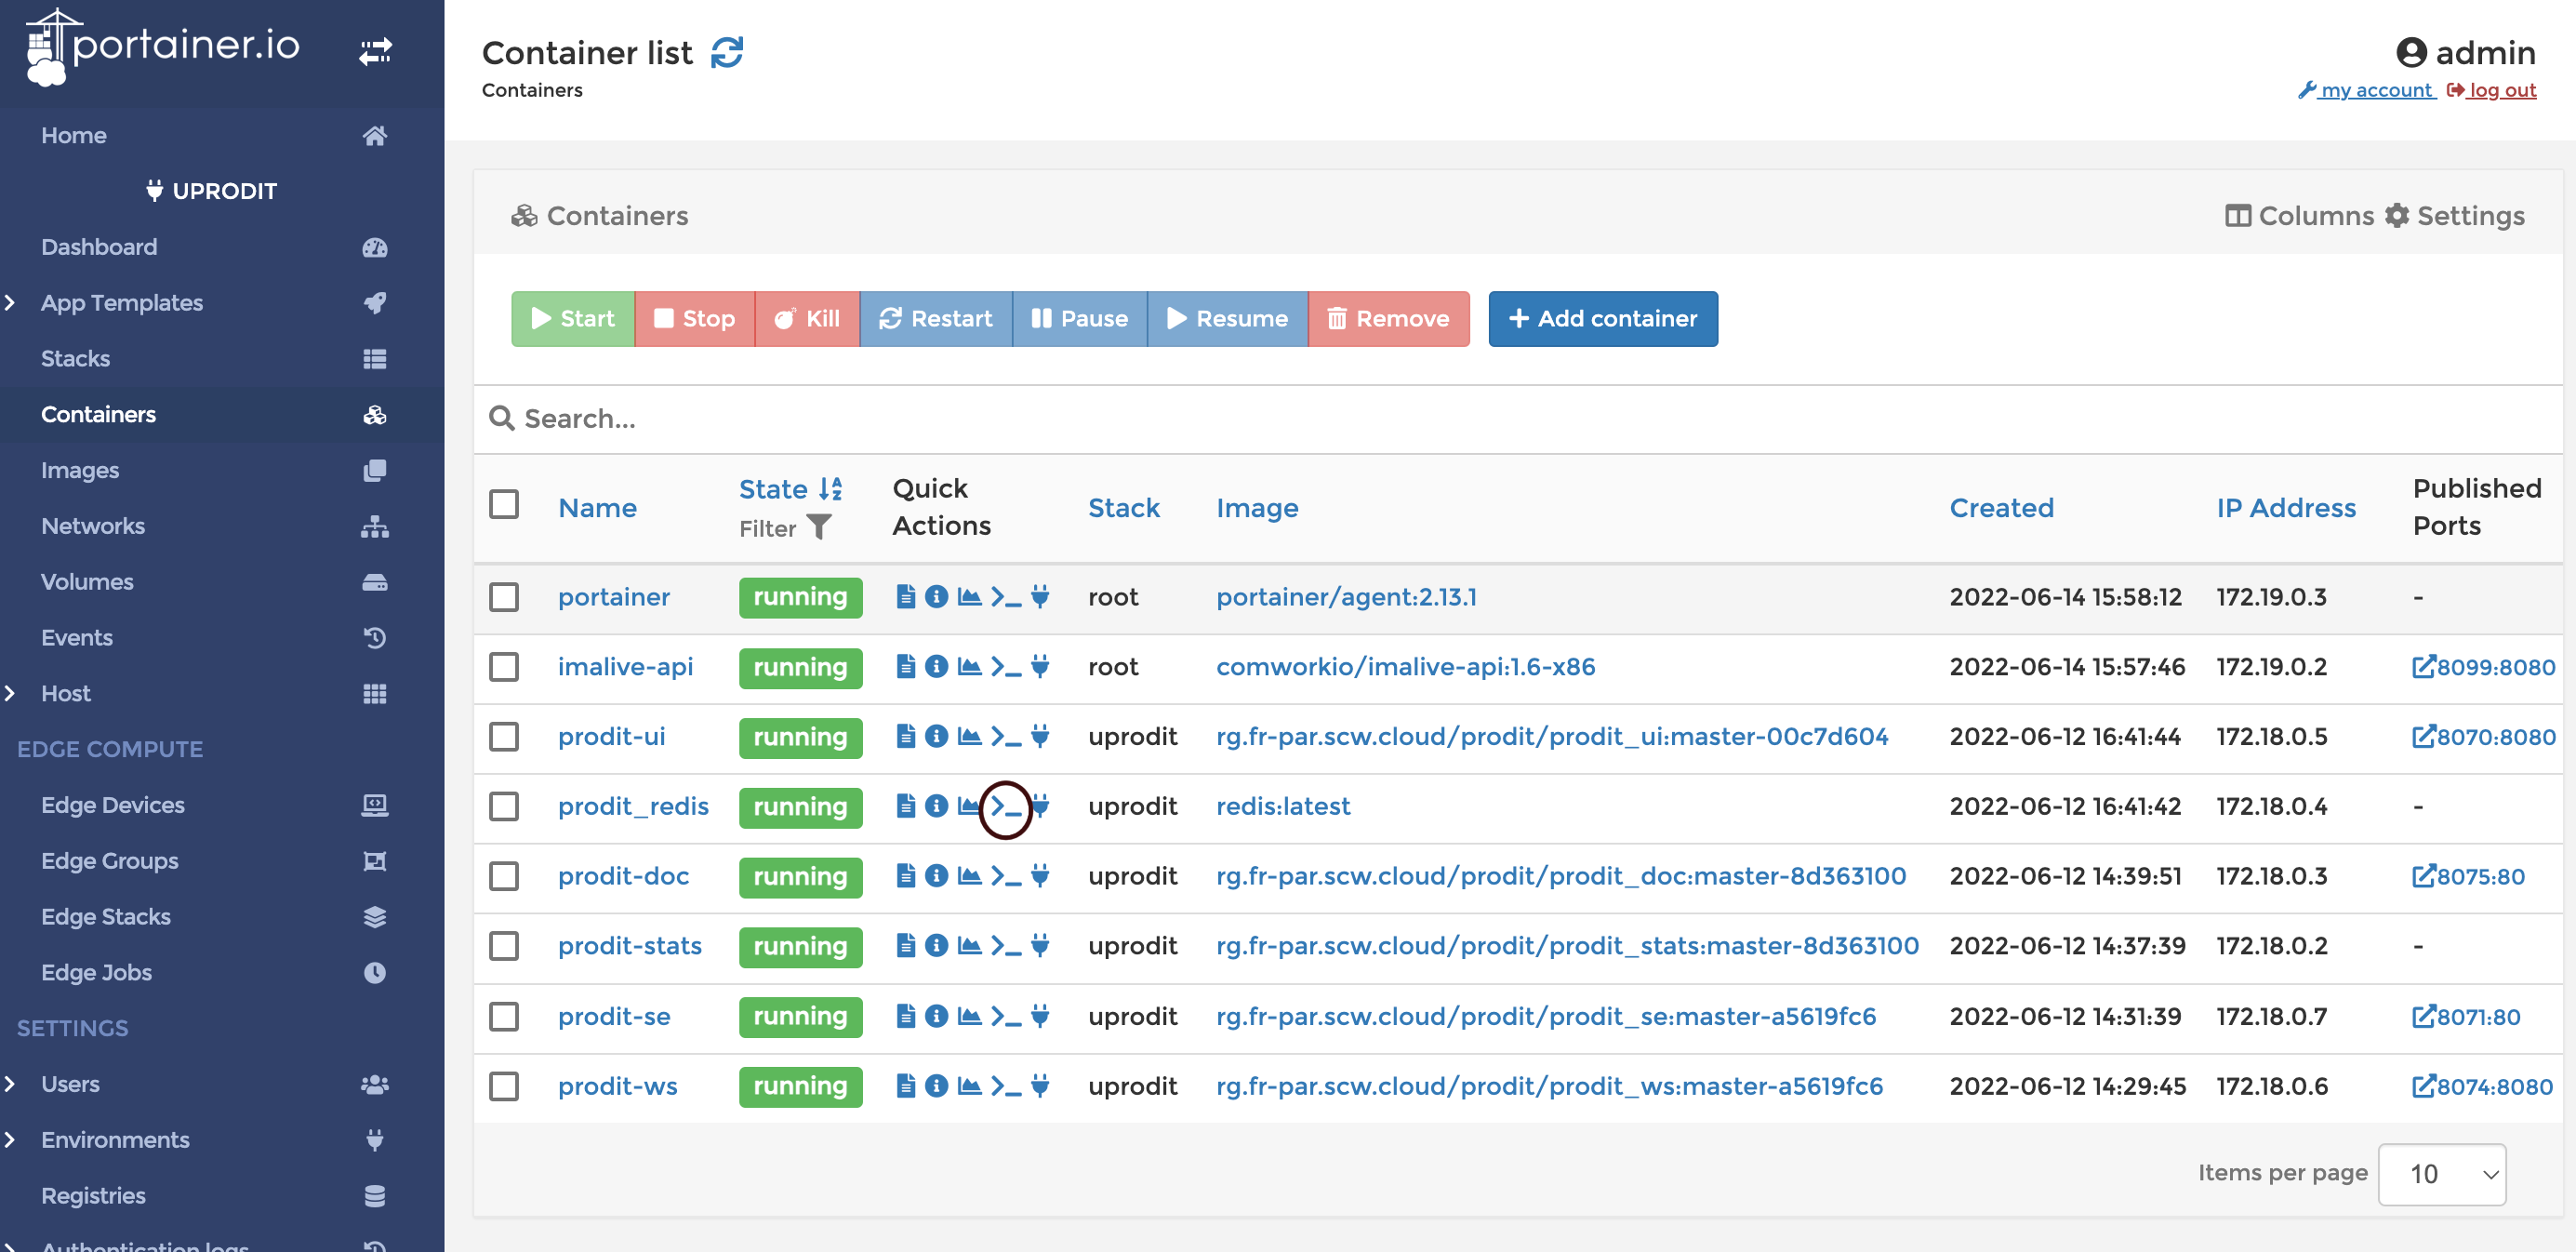 portainer.io
Home
UPRODIT
Dashboard
App Templates
Stacks
Containers
Images
Networks
Volumes
Events
Host
EDGE COMPUTE
Edge Devices
Edge Groups
Edge Stacks
Edge Jobs
SETTINGS
Users
Environments
Registries
Authentication logs
Container list
Containers
admin
my account log out
Containers
Columns Settings
Start Stop Kill Restart Pause Resume Remove Add container
Search...
Name State Filter Quick Actions Stack Image Created IP Address Published Ports
portainer running root portainer/agent:2.13.1 2022-06-14 15:58:12 172.19.0.3 -
imalive-api running root comworkio/imalive-api:1.6-x86 2022-06-14 15:57:46 172.19.0.2 8099:8080
prodit-ui running uprodit rg.fr-par.scw.cloud/prodit/prodit_ui:master-00c7d604 2022-06-12 16:41:44 172.18.0.5 8070:8080
prodit_redis running uprodit redis:latest 2022-06-12 16:41:42 172.18.0.4 -
prodit-doc running uprodit rg.fr-par.scw.cloud/prodit/prodit_doc:master-8d363100 2022-06-12 14:39:51 172.18.0.3 8075:80
prodit-stats running uprodit rg.fr-par.scw.cloud/prodit/prodit_stats:master-8d363100 2022-06-12 14:37:39 172.18.0.2 -
prodit-se running uprodit rg.fr-par.scw.cloud/prodit/prodit_se:master-a5619fc6 2022-06-12 14:31:39 172.18.0.7 8071:80
prodit-ws running uprodit rg.fr-par.scw.cloud/prodit/prodit_ws:master-a5619fc6 2022-06-12 14:29:45 172.18.0.6 8074:8080
Items per page 10